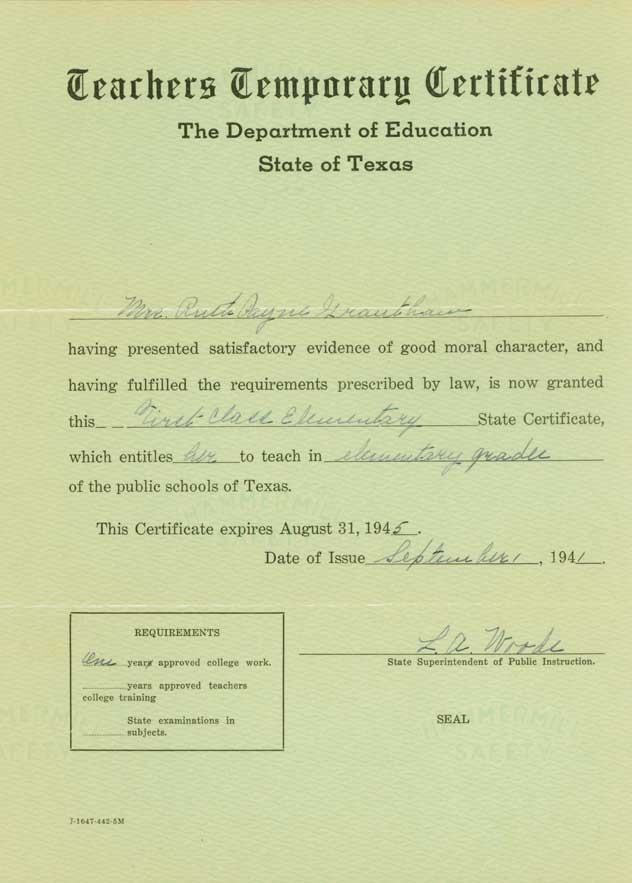 Teachers Temporary Certificate
The Department of Education
State of Texas
Mrs. Ruth Payne Grantham
having presented satisfactory evidence of good moral character, and
having fulfilled the requirements prescribed by law, is now granted
this First Class Elementary State Certificate,
which entitles her to teach in elementary grades
of the public schools of Texas.
This Certificate expires August 31, 1945.
Date of Issue September 1, 1941.
REQUIREMENTS
one years approved college work.
years approved teachers
college training
State examinations in
subjects.
L. A. Woods
State Superintendent of Public Instruction.
SEAL
HAMMERMILL
SAFETY
J-1647-442-5M